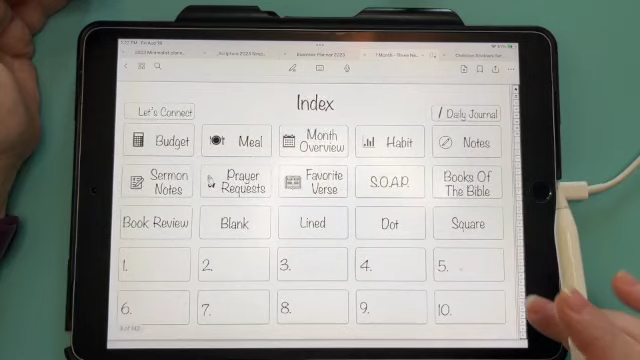 Index
Let's Connect
/ Daily Journal
Budget
Meal
Month
Overview
Habit
Notes
Sermon
Notes
Prayer
Requests
Favorite
Verse
S.O.A.P.
Books Of
The Bible
Book Review
Blank
Lined
Dot
Square
1.
2.
3.
4.
5.
6.
7.
8.
9.
10.